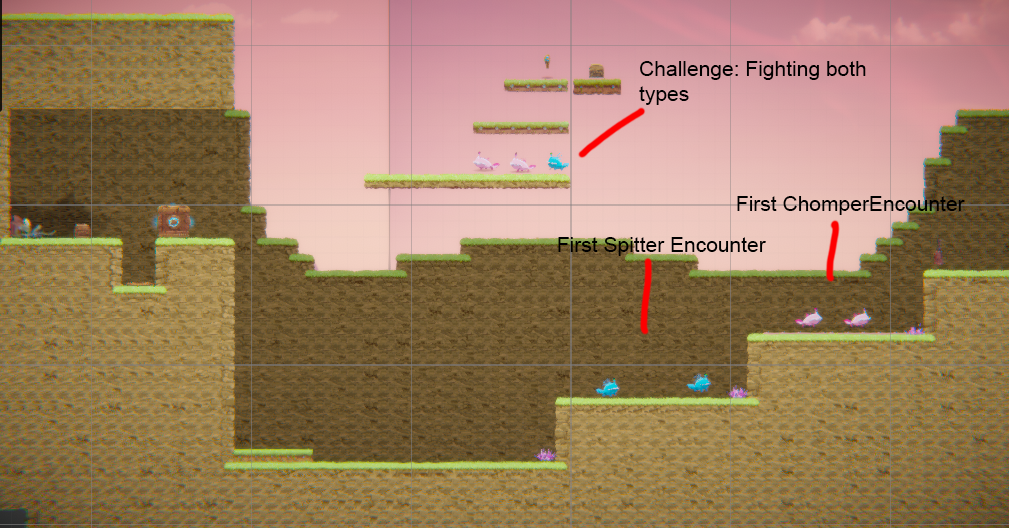 Challenge: Fighting both
types
First ChomperEncounter
First Spitter Encounter